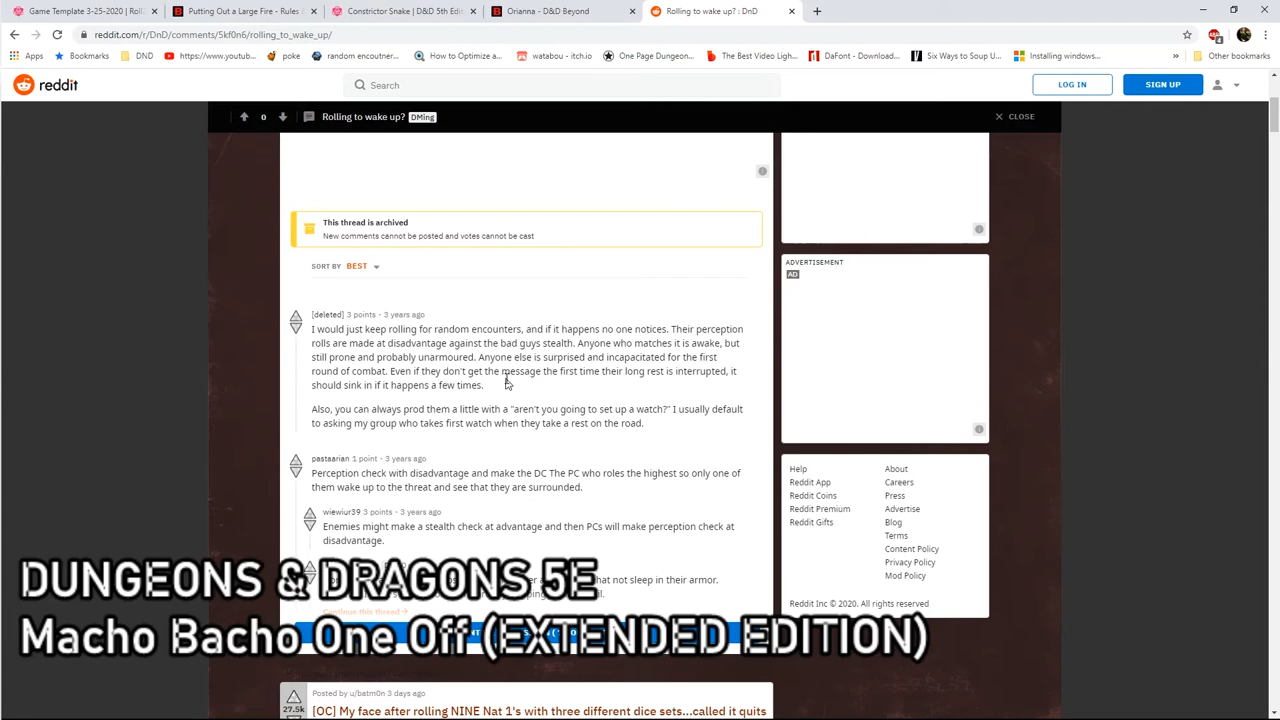 Game Template 3-25-2020 | Roll
Putting Out a Large Fire - Rules &
Constrictor Snake | D&D 5th Edit
Orianna - D&D Beyond
Rolling to wake up? : DnD
reddit.com/r/DnD/comments/5kf0n6/rolling_to_wake_up/
Apps
Bookmarks
DND
https://www.youtube...
poke
random encoutner...
How to Optimize a...
watabou - itch.io
One Page Dungeon...
The Best Video Ligh...
DaFont - Downloa...
Six Ways to Soup U...
Installing windows...
»
Other bookmarks
reddit
Search
LOG IN
SIGN UP
0
Rolling to wake up? DMing
CLOSE
This thread is archived
New comments cannot be posted and votes cannot be cast
SORT BY BEST
[deleted] 3 points · 3 years ago
I would just keep rolling for random encounters, and if it happens no one notices. Their perception
rolls are made at disadvantage against the bad guys stealth. Anyone who matches it is awake, but
still prone and probably unarmoured. Anyone else is surprised and incapacitated for the first
round of combat. Even if they don't get the message the first time their long rest is interrupted, it
should sink in if it happens a few times.
Also, you can always prod them a little with a "aren't you going to set up a watch?" I usually default
to asking my group who takes first watch when they take a rest on the road.
pastaarian 1 point · 3 years ago
Perception check with disadvantage and make the DC The PC who roles the highest so only one of
them wake up to the threat and see that they are surrounded.
wiewiur39 3 points · 3 years ago
Enemies might make a stealth check at advantage and then PCs will make perception check at
disadvantage.
that not sleep in their armor.
Continue this thread
ADVERTISEMENT
AD
Help
Reddit App
Reddit Coins
Reddit Premium
Reddit Gifts
About
Careers
Press
Advertise
Blog
Terms
Content Policy
Privacy Policy
Mod Policy
Reddit Inc © 2020. All rights reserved
DUNGEONS & DRAGONS 5E
Macho Bacho One Off (EXTENDED EDITION)
27.5k
Posted by u/batm0n 3 days ago
[OC] My face after rolling NINE Nat 1's with three different dice sets...called it quits